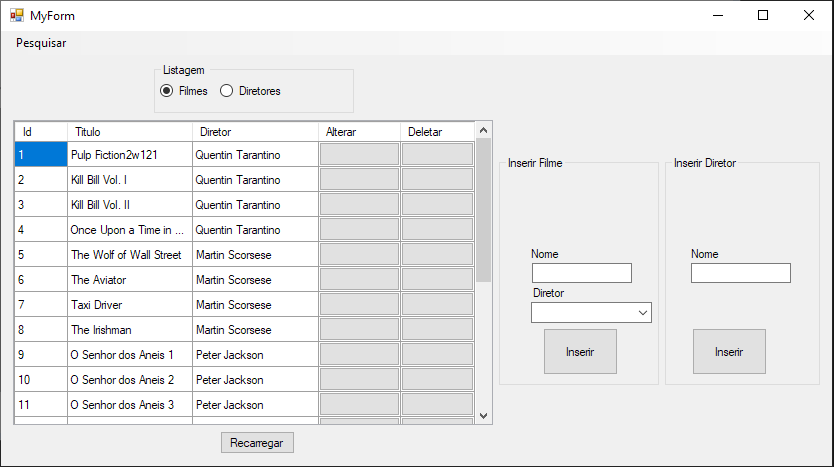 MyForm
Pesquisar
Listagem
Filmes Diretores
Id Titulo Diretor Alterar Deletar
1 Pulp Fiction2w121 Quentin Tarantino
2 Kill Bill Vol. I Quentin Tarantino
3 Kill Bill Vol. II Quentin Tarantino
4 Once Upon a Time in ... Quentin Tarantino
5 The Wolf of Wall Street Martin Scorsese
6 The Aviator Martin Scorsese
7 Taxi Driver Martin Scorsese
8 The Irishman Martin Scorsese
9 O Senhor dos Aneis 1 Peter Jackson
10 O Senhor dos Aneis 2 Peter Jackson
11 O Senhor dos Aneis 3 Peter Jackson
Recarregar
Inserir Filme
Nome
Diretor
Inserir
Inserir Diretor
Nome
Inserir